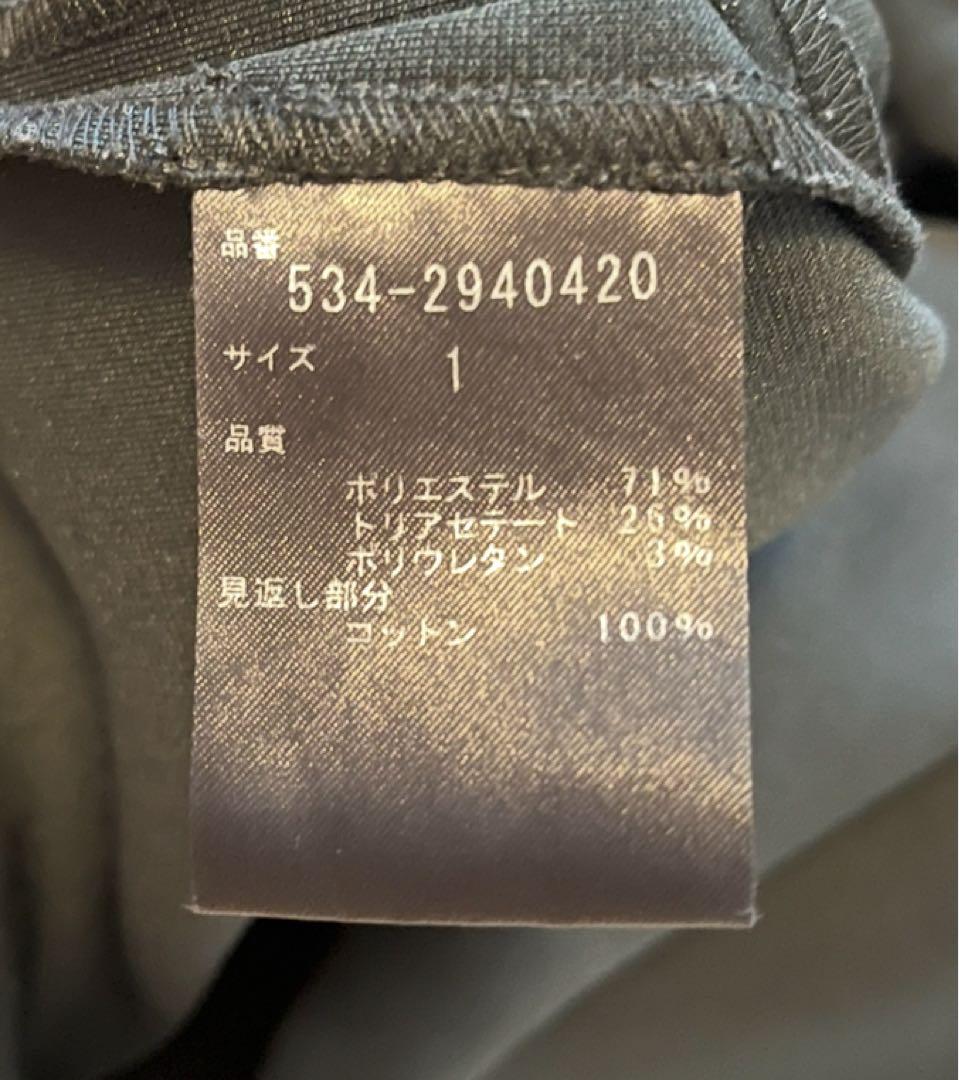 品番
534-2940420
サイズ 1
品質
ポリエステル 71%
トリアセテート 26%
ポリウレタン 3%
見返し部分
コットン 100%